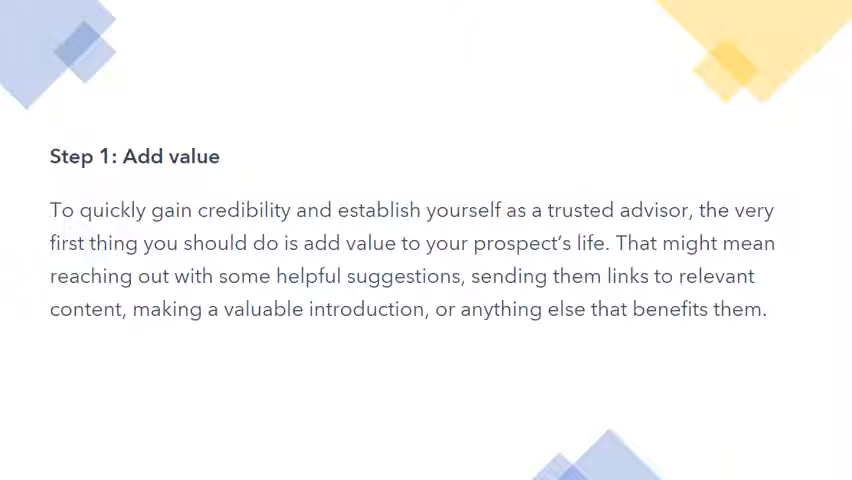 Step 1: Add value
To quickly gain credibility and establish yourself as a trusted advisor, the very
first thing you should do is add value to your prospect’s life. That might mean
reaching out with some helpful suggestions, sending them links to relevant
content, making a valuable introduction, or anything else that benefits them.